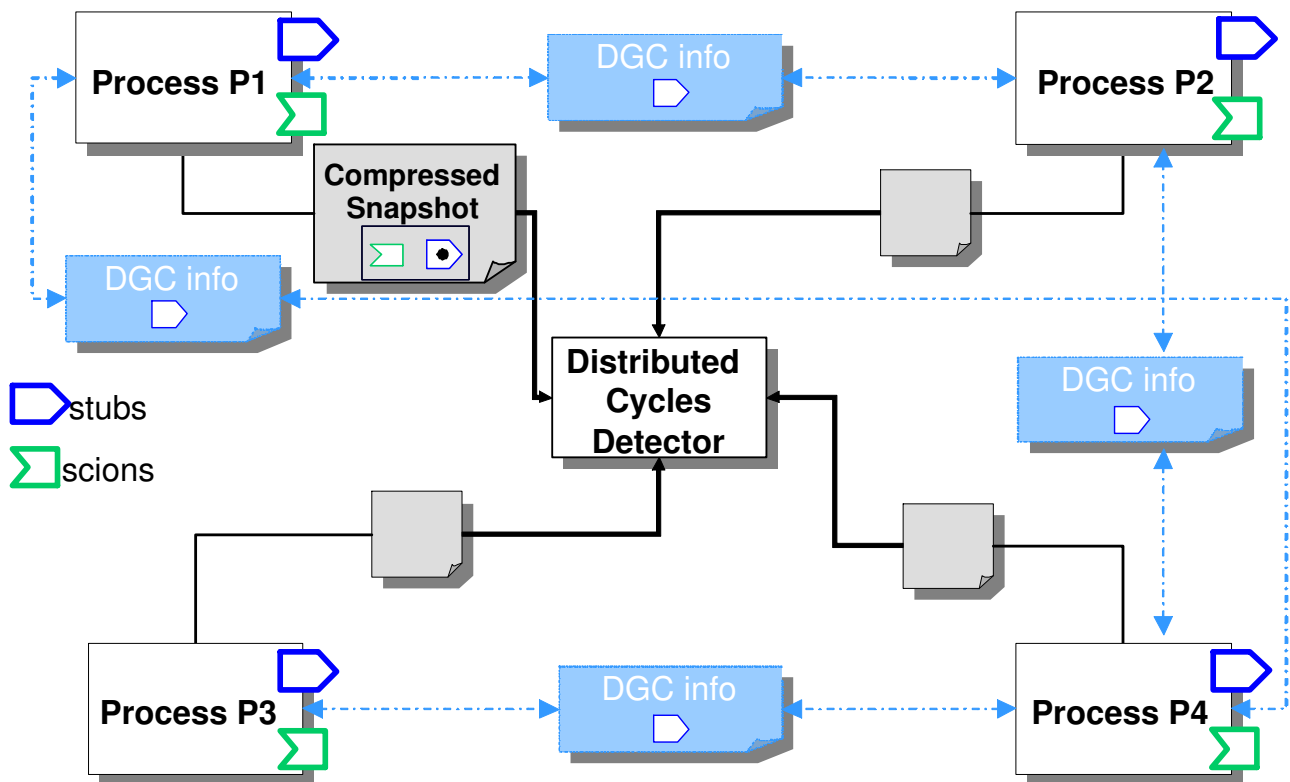 Process P1
DGC info
Process P2
Compressed
Snapshot
DGC info
Distributed
Cycles
Detector
DGC info
stubs
scions
Process P3
DGC info
Process P4